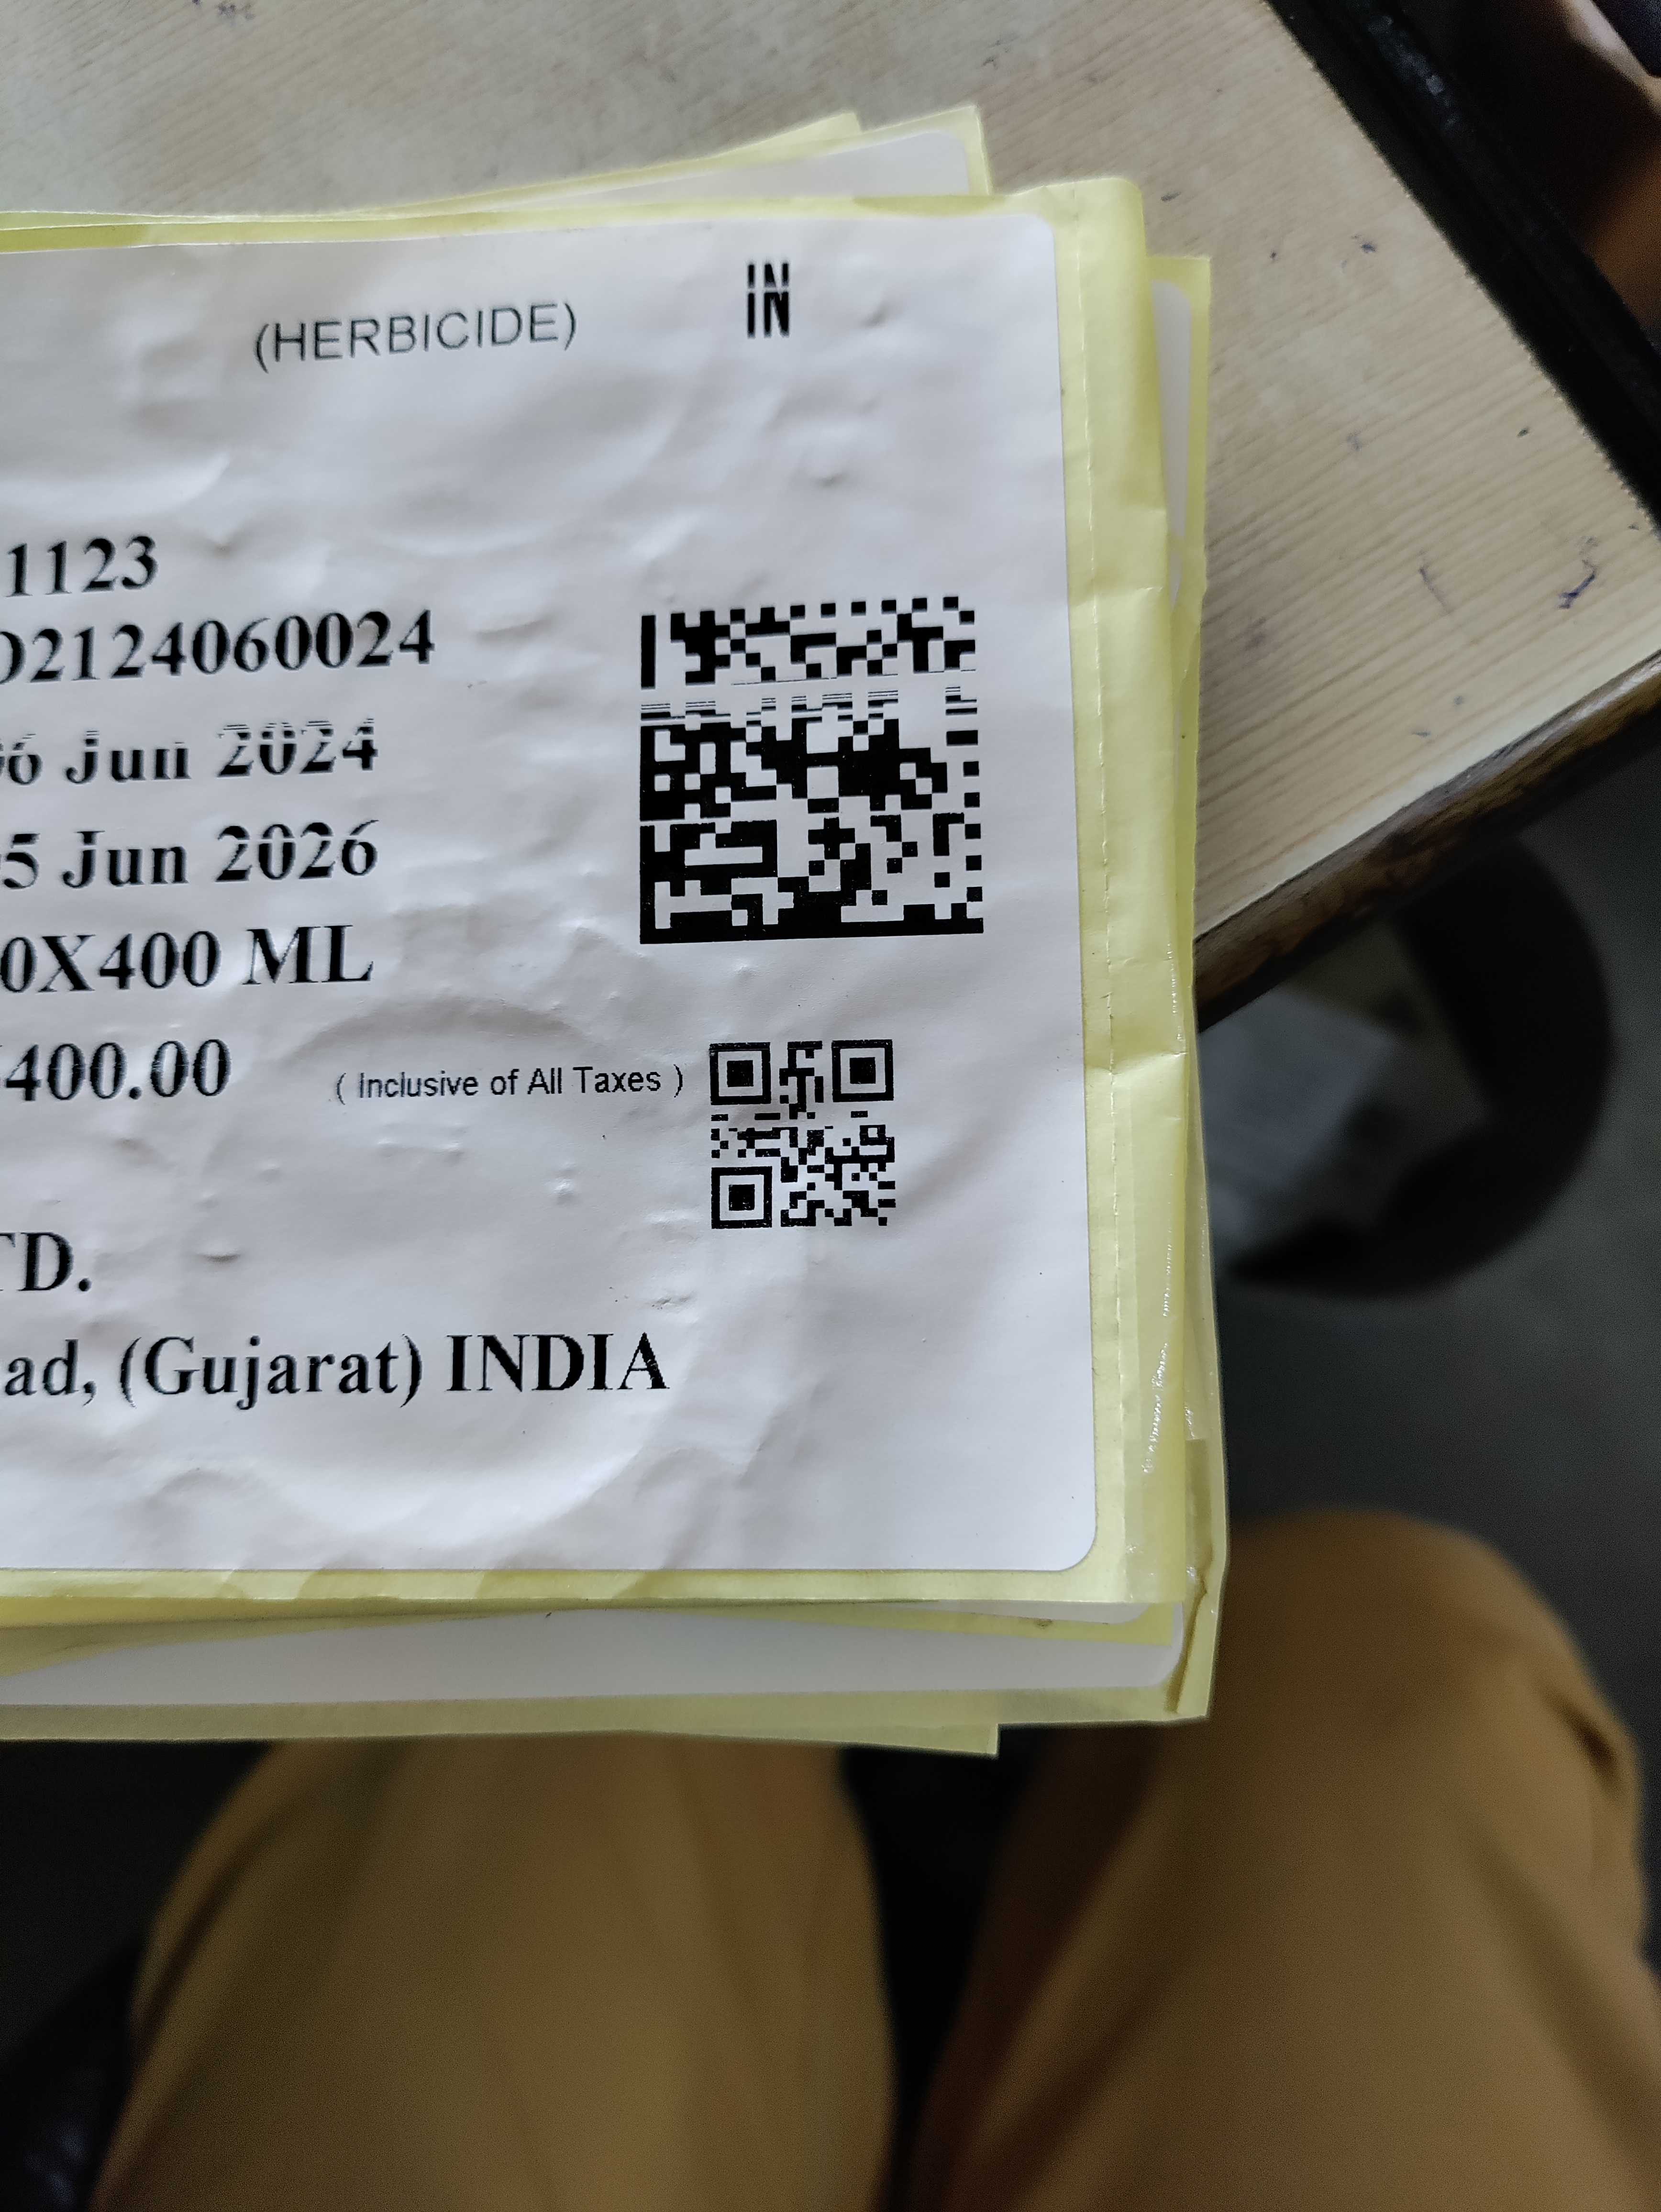 (HERBICIDE) IN
1123
2124060024
6 Jun 2024
5 Jun 2026
0X400 ML
400.00 ( Inclusive of All Taxes )
TD.
ad, (Gujarat) INDIA